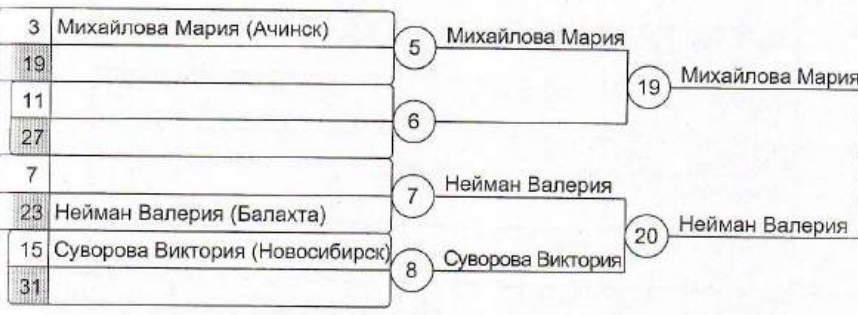 3 Михайлова Мария (Ачинск)
19
5 Михайлова Мария
11
27
6
19 Михайлова Мария
7
23 Нейман Валерия (Балахта)
7 Нейман Валерия
15 Суворова Виктория (Новосибирск)
31
8 Суворова Виктория
20 Нейман Валерия